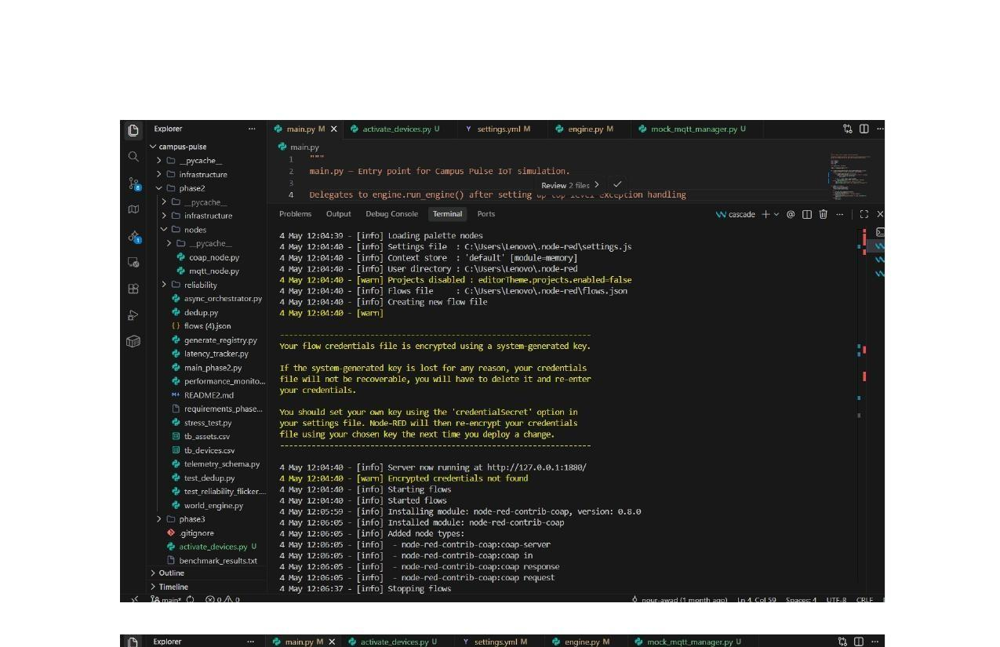 Explorer
campus-pulse
__pycache__
infrastructure
phase2
__pycache__
infrastructure
nodes
__pycache__
coap_node.py
mqtt_node.py
reliability
async_orchestrator.py
dedup.py
{} flows (4).json
generate_registry.py
latency_tracker.py
main_phase2.py
performance_monito...
README2.md
requirements_phase...
stress_test.py
tb_assets.csv
tb_devices.csv
telemetry_schema.py
test_dedup.py
test_reliability_flicker....
world_engine.py
phase3
.gitignore
activate_devices.py U
benchmark_results.txt
Outline
Timeline
main.py M
activate_devices.py U
Y settings.yml M
engine.py M
mock_mqtt_manager.py U
main.py
1 """
2 main.py — Entry point for Campus Pulse IoT simulation.
3
Review 2 files
4 Delegates to engine.run_engine() after setting up top-level exception handling
Problems Output Debug Console Terminal Ports
cascade
4 May 12:04:39 - [info] Loading palette nodes
4 May 12:04:40 - [info] Settings file  : C:\Users\Lenovo\.node-red\settings.js
4 May 12:04:40 - [info] Context store  : 'default' [module=memory]
4 May 12:04:40 - [info] User directory : C:\Users\Lenovo\.node-red
4 May 12:04:40 - [warn] Projects disabled : editorTheme.projects.enabled=false
4 May 12:04:40 - [info] Flows file     : C:\Users\Lenovo\.node-red\flows.json
4 May 12:04:40 - [info] Creating new flow file
4 May 12:04:40 - [warn]
---------------------------------------------------------------------
Your flow credentials file is encrypted using a system-generated key.
If the system-generated key is lost for any reason, your credentials
file will not be recoverable, you will have to delete it and re-enter
your credentials.
You should set your own key using the 'credentialSecret' option in
your settings file. Node-RED will then re-encrypt your credentials
file using your chosen key the next time you deploy a change.
---------------------------------------------------------------------
4 May 12:04:40 - [info] Server now running at http://127.0.0.1:1880/
4 May 12:04:40 - [warn] Encrypted credentials not found
4 May 12:04:40 - [info] Starting flows
4 May 12:04:40 - [info] Started flows
4 May 12:05:59 - [info] Installing module: node-red-contrib-coap, version: 0.8.0
4 May 12:06:05 - [info] Installed module: node-red-contrib-coap
4 May 12:06:05 - [info] Added node types:
4 May 12:06:05 - [info]  - node-red-contrib-coap:coap-server
4 May 12:06:05 - [info]  - node-red-contrib-coap:coap in
4 May 12:06:05 - [info]  - node-red-contrib-coap:coap response
4 May 12:06:05 - [info]  - node-red-contrib-coap:coap request
4 May 12:06:37 - [info] Stopping flows
main* 0 0 nour-awad (1 month ago) Ln 4, Col 59 Spaces: 4 UTF-8 CRLF
Explorer
main.py M
activate_devices.py U
Y settings.yml M
engine.py M
mock_mqtt_manager.py U